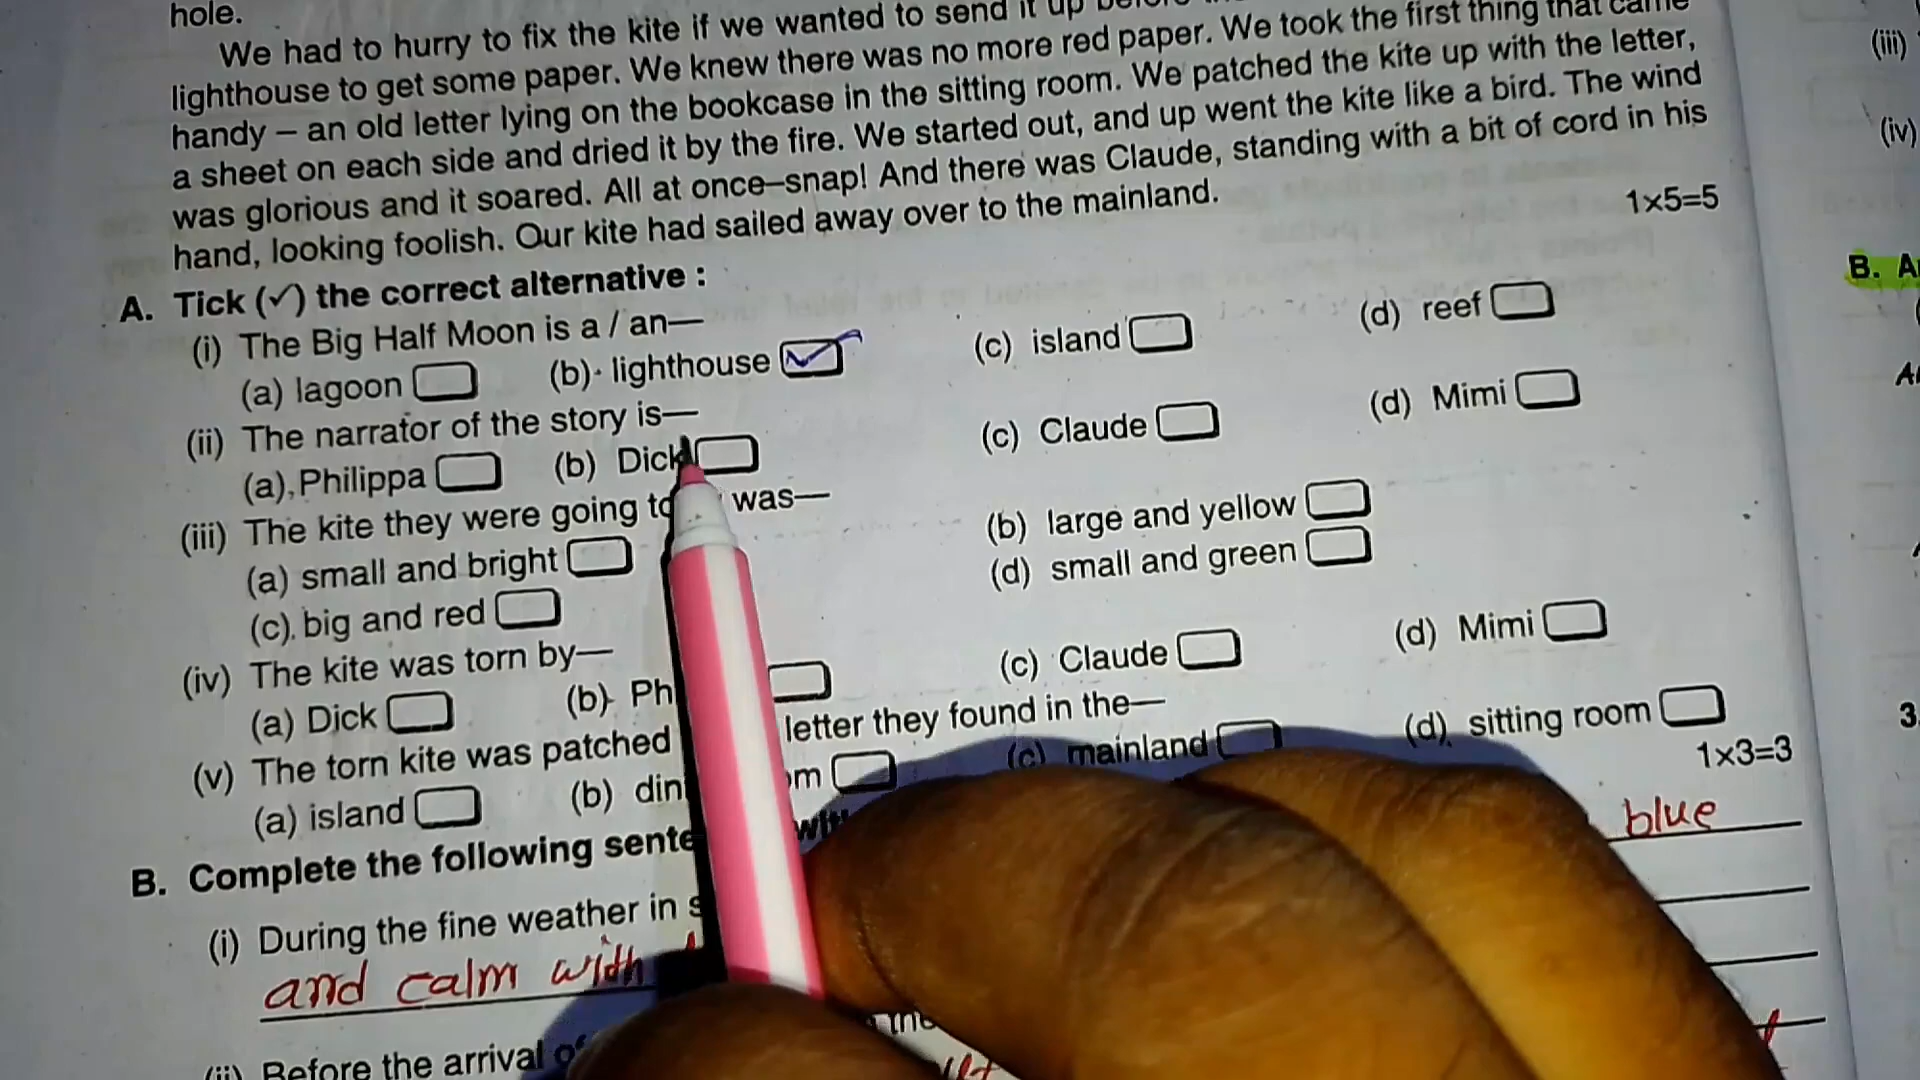 hole.
We had to hurry to fix the kite if we wanted to send it up
lighthouse to get some paper. We knew there was no more red paper. We took the first thing that came
handy – an old letter lying on the bookcase in the sitting room. We patched the kite up with the letter,
a sheet on each side and dried it by the fire. We started out, and up went the kite like a bird. The wind
was glorious and it soared. All at once–snap! And there was Claude, standing with a bit of cord in his
hand, looking foolish. Our kite had sailed away over to the mainland.
1×5=5
A. Tick (✓) the correct alternative :
(i) The Big Half Moon is a / an—
(a) lagoon (b) lighthouse ✓ (c) island (d) reef
(ii) The narrator of the story is—
(a) Philippa (b) Dick (c) Claude (d) Mimi
(iii) The kite they were going was—
(a) small and bright (b) large and yellow
(c) big and red (d) small and green
(iv) The kite was torn by—
(a) Dick (b) Ph (c) Claude (d) Mimi
(v) The torn kite was patched letter they found in the—
(a) island (b) din om (c) mainland (d) sitting room
1×3=3
B. Complete the following sente with
(i) During the fine weather in s
blue
and calm with
(ii) Before the arrival of the
(iii)
(iv)
B.
3.